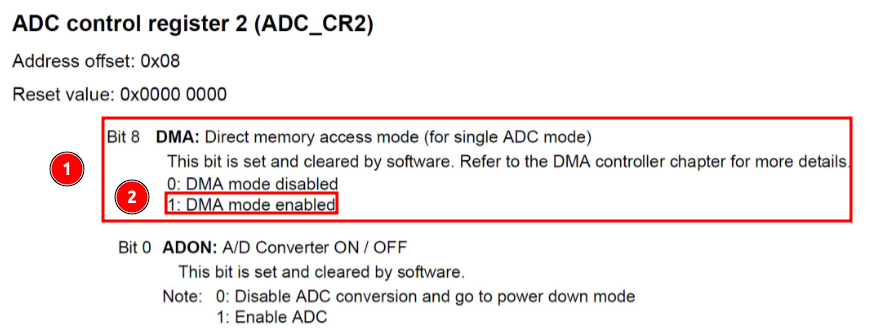 ADC control register 2 (ADC_CR2)
Address offset: 0x08
Reset value: 0x0000 0000
Bit 8 DMA: Direct memory access mode (for single ADC mode)
1
This bit is set and cleared by software. Refer to the DMA controller chapter for more details.
0: DMA mode disabled
2
1: DMA mode enabled
Bit 0 ADON: A/D Converter ON / OFF
This bit is set and cleared by software.
Note: 0: Disable ADC conversion and go to power down mode
1: Enable ADC